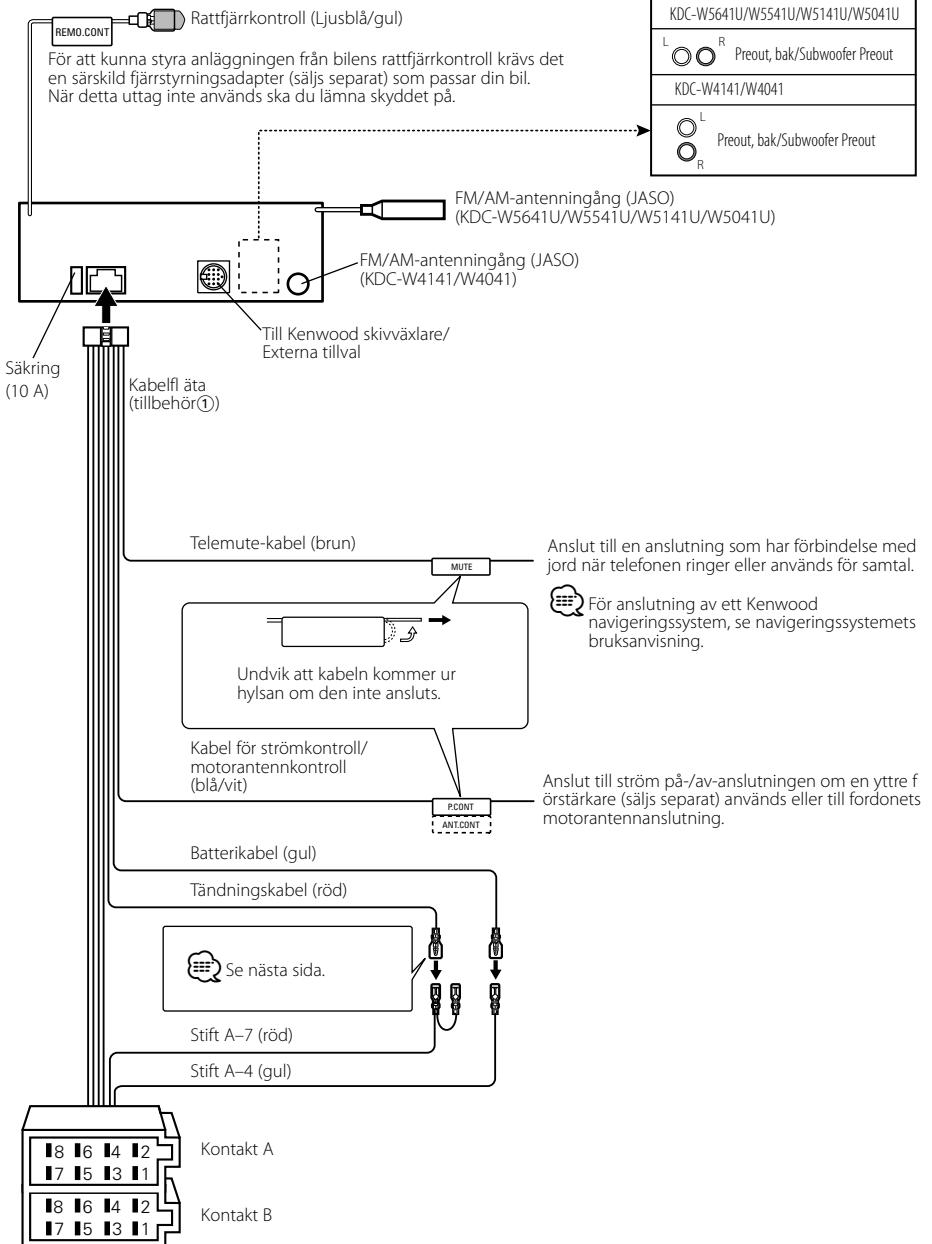 REMO.CONT
Rattfjärrkontroll (Ljusblå/gul)
För att kunna styra anläggningen från bilens rattfjärrkontroll krävs det
en särskild fjärrstyrningsadapter (säljs separat) som passar din bil.
När detta uttag inte används ska du lämna skyddet på.
KDC-W5641U/W5541U/W5141U/W5041U
L
R
Preout, bak/Subwoofer Preout
KDC-W4141/W4041
L
Preout, bak/Subwoofer Preout
R
FM/AM-antenningång (JASO)
(KDC-W5641U/W5541U/W5141U/W5041U)
FM/AM-antenningång (JASO)
(KDC-W4141/W4041)
Till Kenwood skivväxlare/
Externa tillval
Säkring
(10 A)
Kabelfl äta
(tillbehör①)
Telemute-kabel (brun)
MUTE
Anslut till en anslutning som har förbindelse med
jord när telefonen ringer eller används för samtal.
För anslutning av ett Kenwood
navigeringssystem, se navigeringssystemets
bruksanvisning.
Undvik att kabeln kommer ur
hylsan om den inte ansluts.
Kabel för strömkontroll/
motorantennkontroll
(blå/vit)
P.CONT
ANT.CONT
Anslut till ström på-/av-anslutningen om en yttre f
örstärkare (säljs separat) används eller till fordonets
motorantennanslutning.
Batterikabel (gul)
Tändningskabel (röd)
Se nästa sida.
Stift A–7 (röd)
Stift A–4 (gul)
8 6 4 2
7 5 3 1
Kontakt A
8 6 4 2
7 5 3 1
Kontakt B